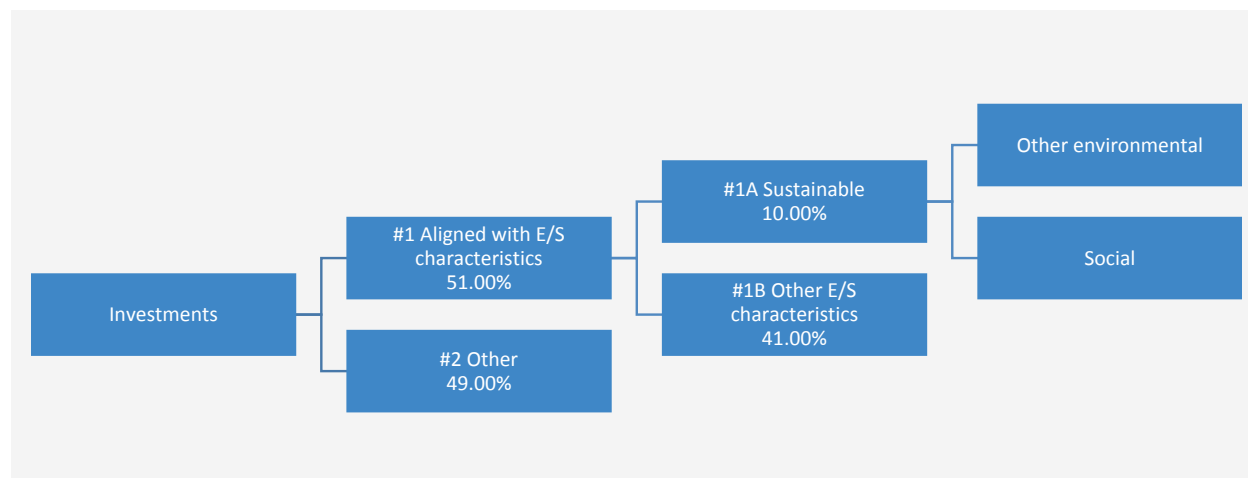 Investments
#1 Aligned with E/S
characteristics
51.00%
#2 Other
49.00%
#1A Sustainable
10.00%
#1B Other E/S
characteristics
41.00%
Other environmental
Social